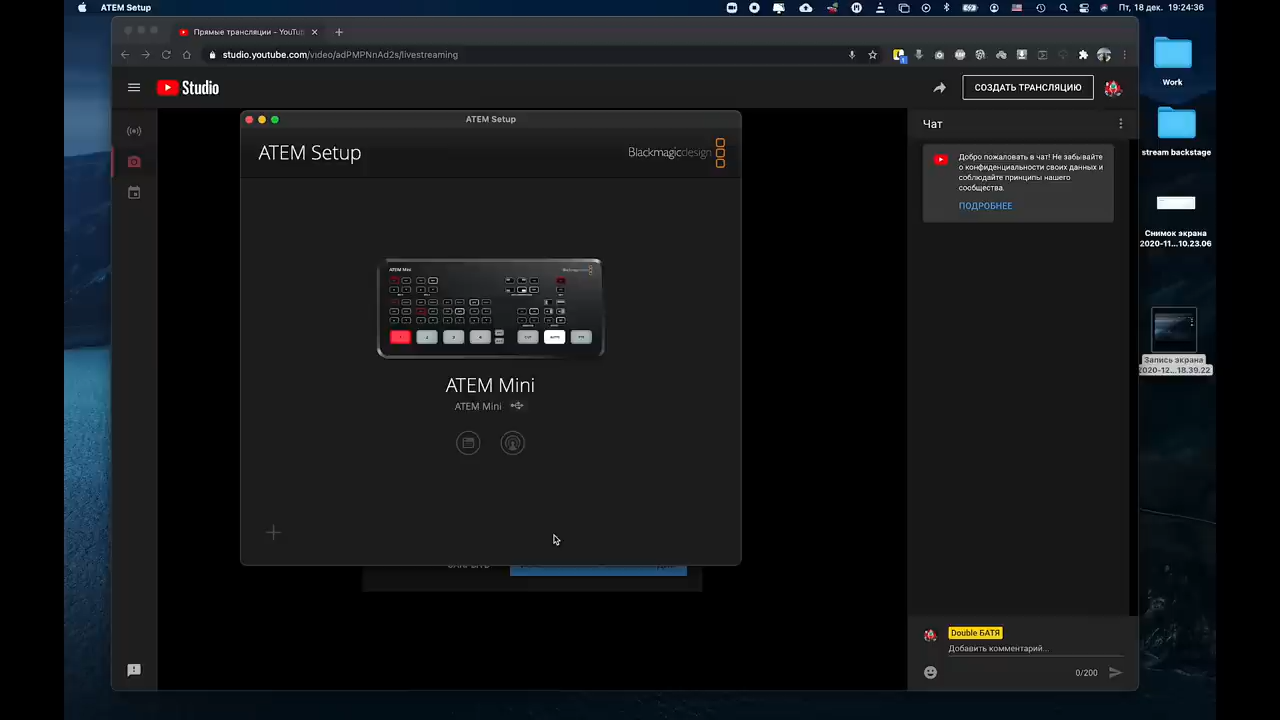 ATEM Setup
Пт, 18 дек. 19:24:36
Прямые трансляции – YouTub
studio.youtube.com/video/adPMPNnAd2s/livestreaming
Studio
СОЗДАТЬ ТРАНСЛЯЦИЮ
ATEM Setup
ATEM Setup
Blackmagicdesign
ATEM Mini
ATEM Mini
ATEM Mini
Чат
Добро пожаловать в чат! Не забывайте
о конфиденциальности своих данных и
соблюдайте принципы нашего
сообщества.
ПОДРОБНЕЕ
Double БАТЯ
Добавить комментарий...
0/200
Work
stream backstage
Снимок экрана
2020-11...10.23.06
Запись экрана
2020-12...18.39.22